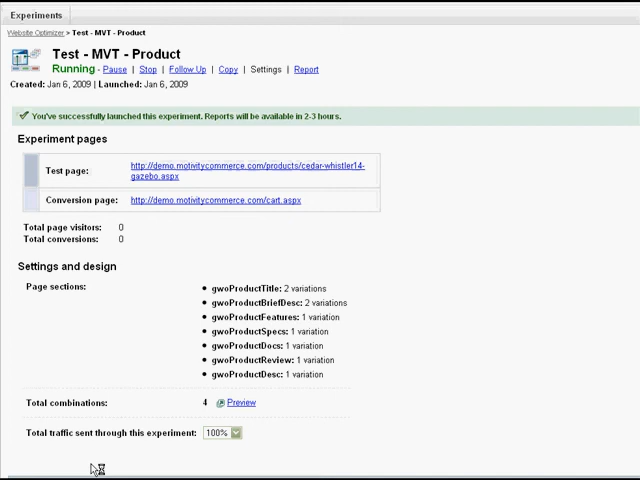 Experiments
Website Optimizer > Test - MVT - Product
Test - MVT - Product
Running - Pause | Stop | Follow Up | Copy | Settings | Report
Created: Jan 6, 2009 | Launched: Jan 6, 2009
You've successfully launched this experiment. Reports will be available in 2-3 hours.
Experiment pages
Test page: http://demo.motivitycommerce.com/products/cedar-whistler14-
gazebo.aspx
Conversion page: http://demo.motivitycommerce.com/cart.aspx
Total page visitors: 0
Total conversions: 0
Settings and design
Page sections: • gwoProductTitle: 2 variations
• gwoProductBriefDesc: 2 variations
• gwoProductFeatures: 1 variation
• gwoProductSpecs: 1 variation
• gwoProductDocs: 1 variation
• gwoProductReview: 1 variation
• gwoProductDesc: 1 variation
Total combinations: 4 Preview
Total traffic sent through this experiment: 100%